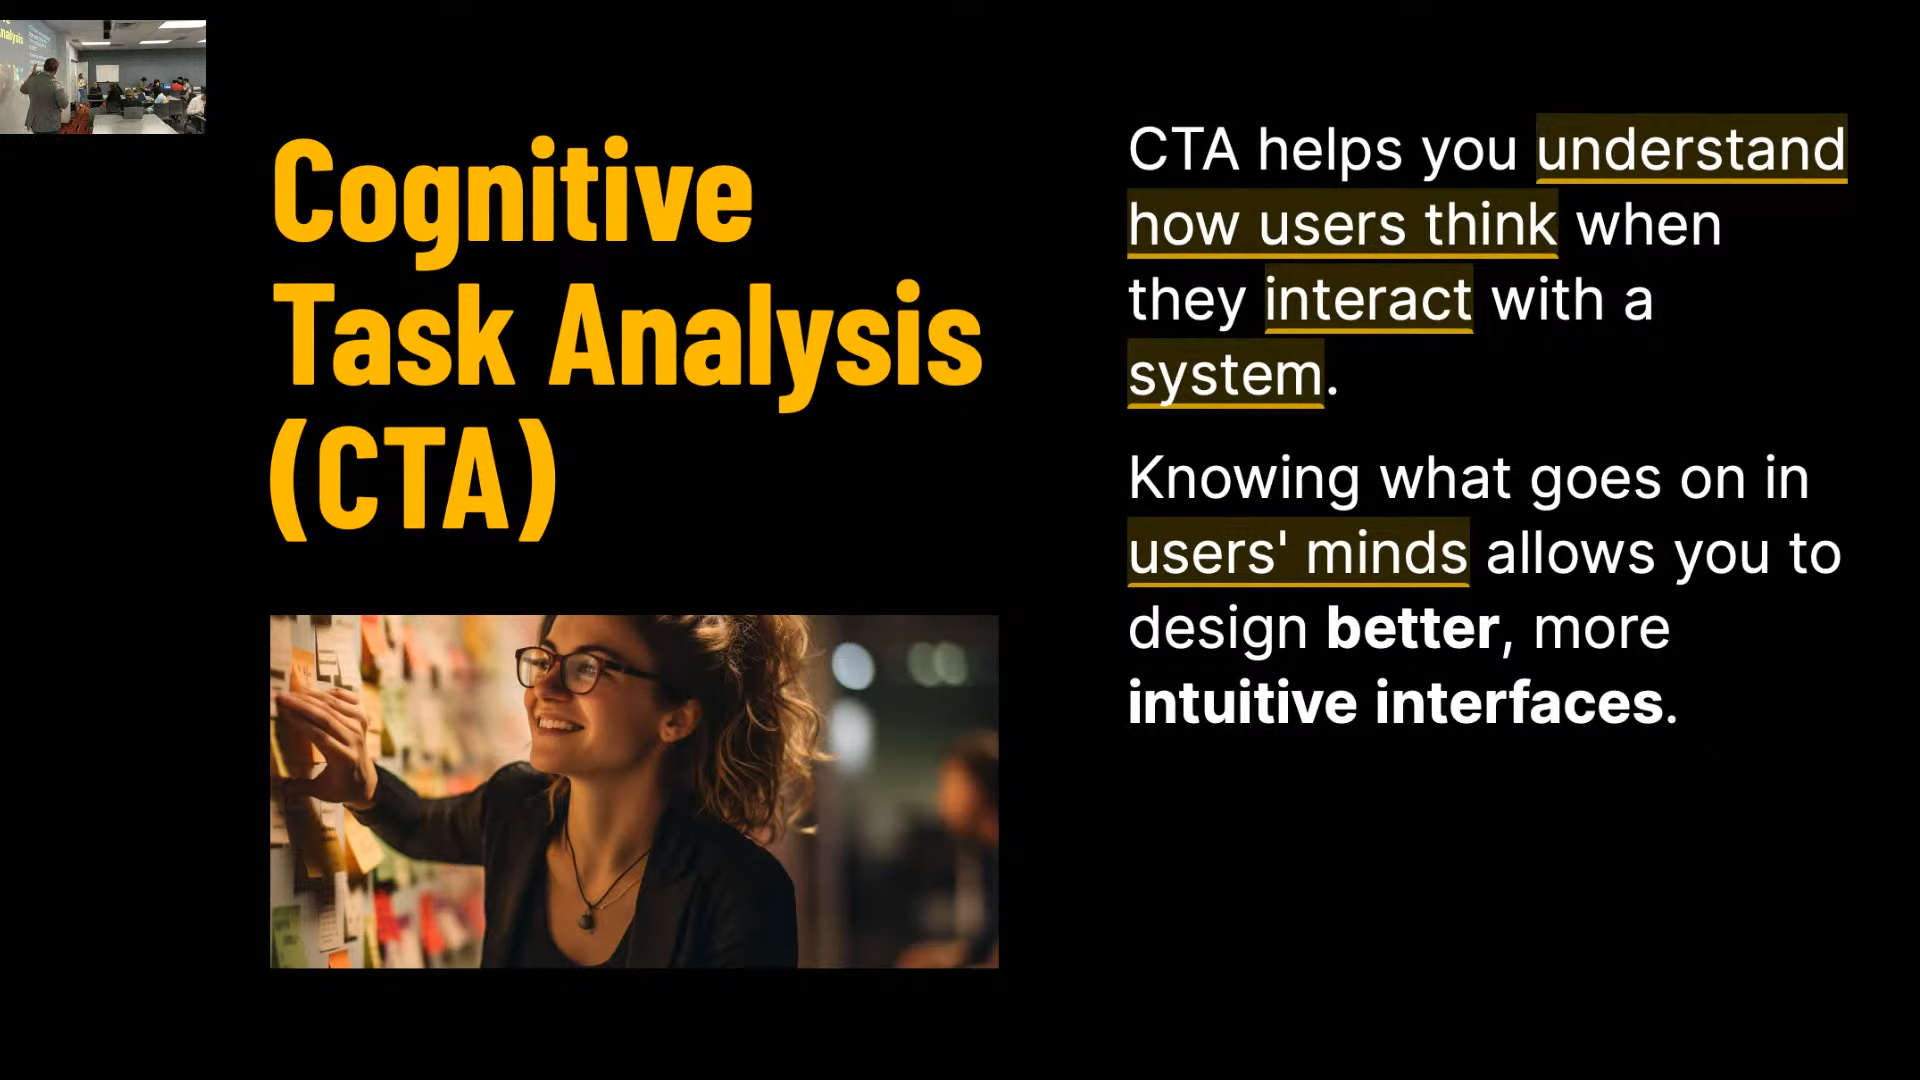 Cognitive
Task Analysis
(CTA)
CTA helps you understand
how users think when
they interact with a
system.
Knowing what goes on in
users' minds allows you to
design better, more
intuitive interfaces.